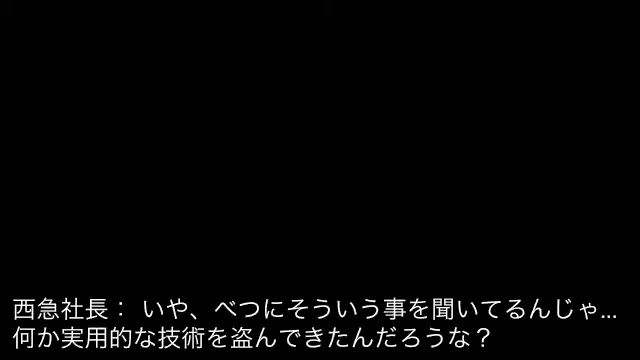 西急社長： いや、べつにそういう事を聞いてるんじゃ...
何か実用的な技術を盗んできたんだろうな？